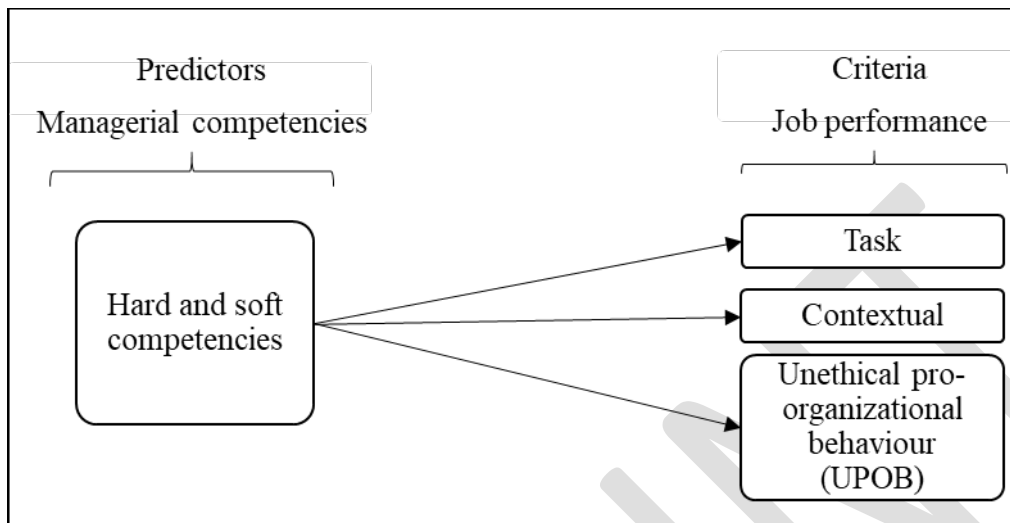 Predictors
Managerial competencies
Hard and soft
competencies
Criteria
Job performance
Task
Contextual
Unethical pro-
organizational
behaviour
(UPOB)